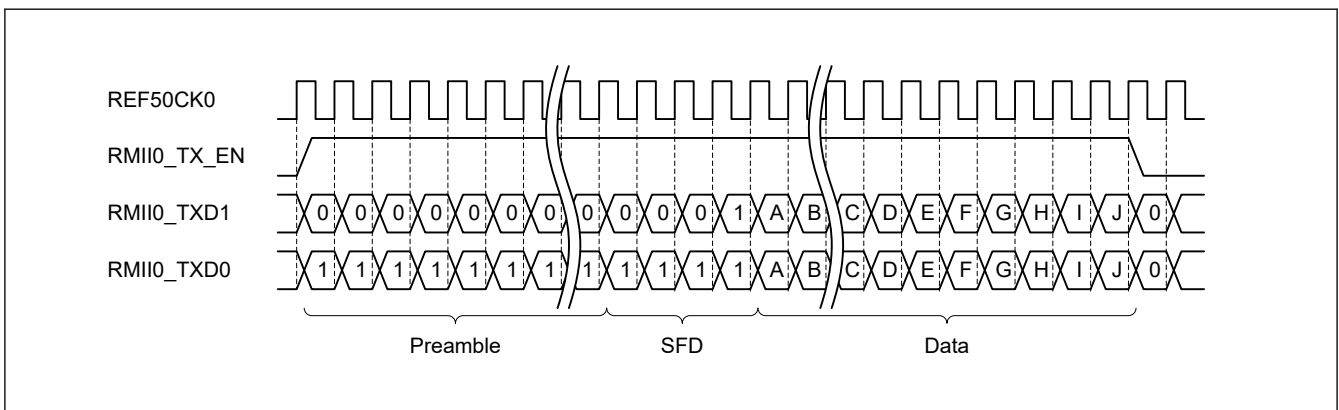 REF50CK0
RMII0_TX_EN
RMII0_TXD1 0 0 0 0 0 0 0 0 0 0 0 1 A B C D E F G H I J 0
RMII0_TXD0 1 1 1 1 1 1 1 1 1 1 1 1 A B C D E F G H I J 0
Preamble SFD Data